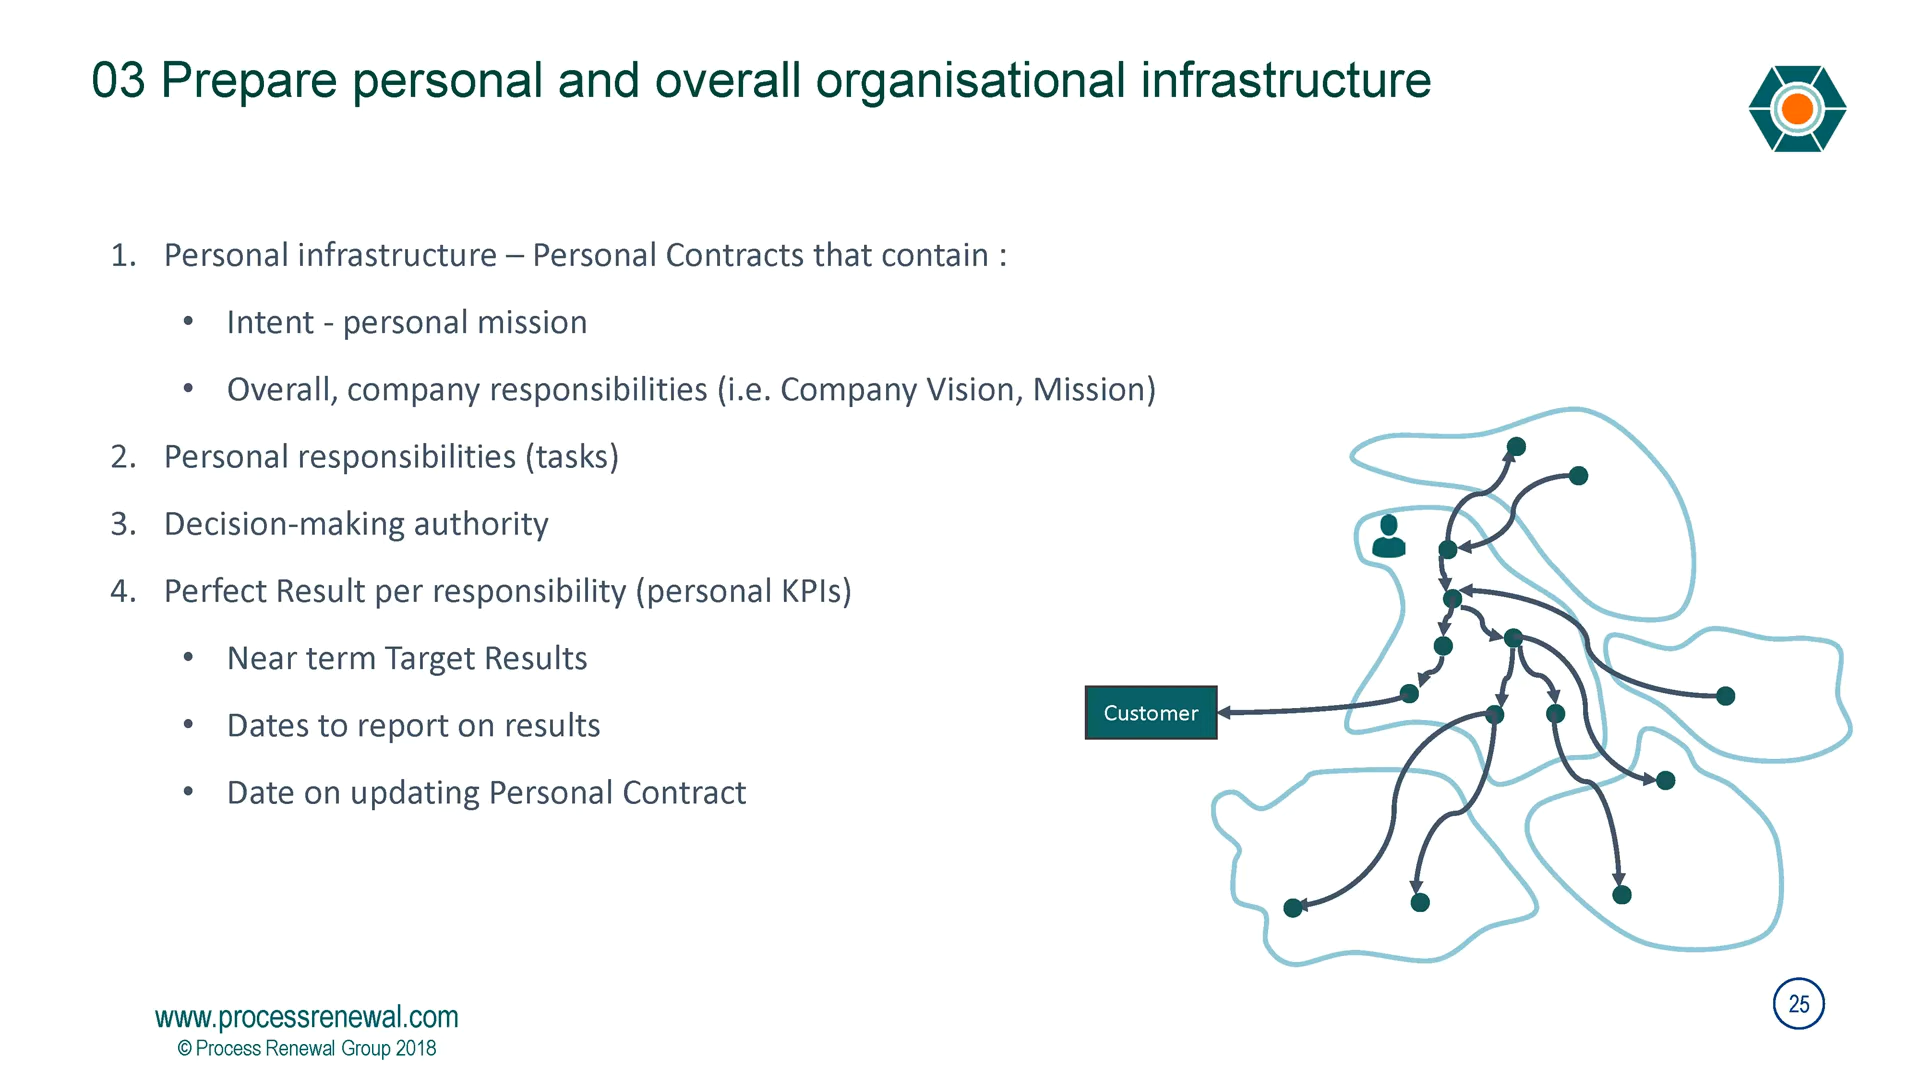 03 Prepare personal and overall organisational infrastructure
1. Personal infrastructure – Personal Contracts that contain :
• Intent - personal mission
• Overall, company responsibilities (i.e. Company Vision, Mission)
2. Personal responsibilities (tasks)
3. Decision-making authority
4. Perfect Result per responsibility (personal KPIs)
• Near term Target Results
• Dates to report on results
• Date on updating Personal Contract
Customer
www.processrenewal.com
© Process Renewal Group 2018
25